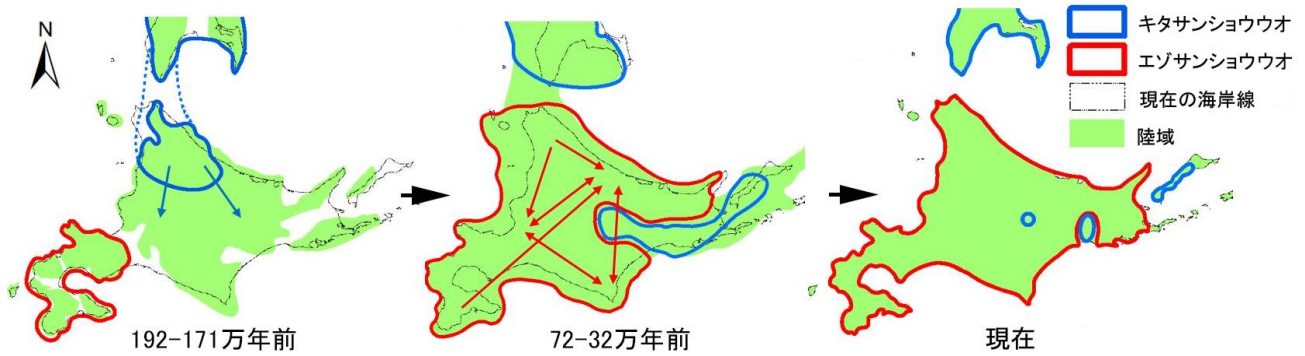 N
キタサンショウウオ
エゾサンショウウオ
現在の海岸線
陸域
192-171万年前
72-32万年前
現在